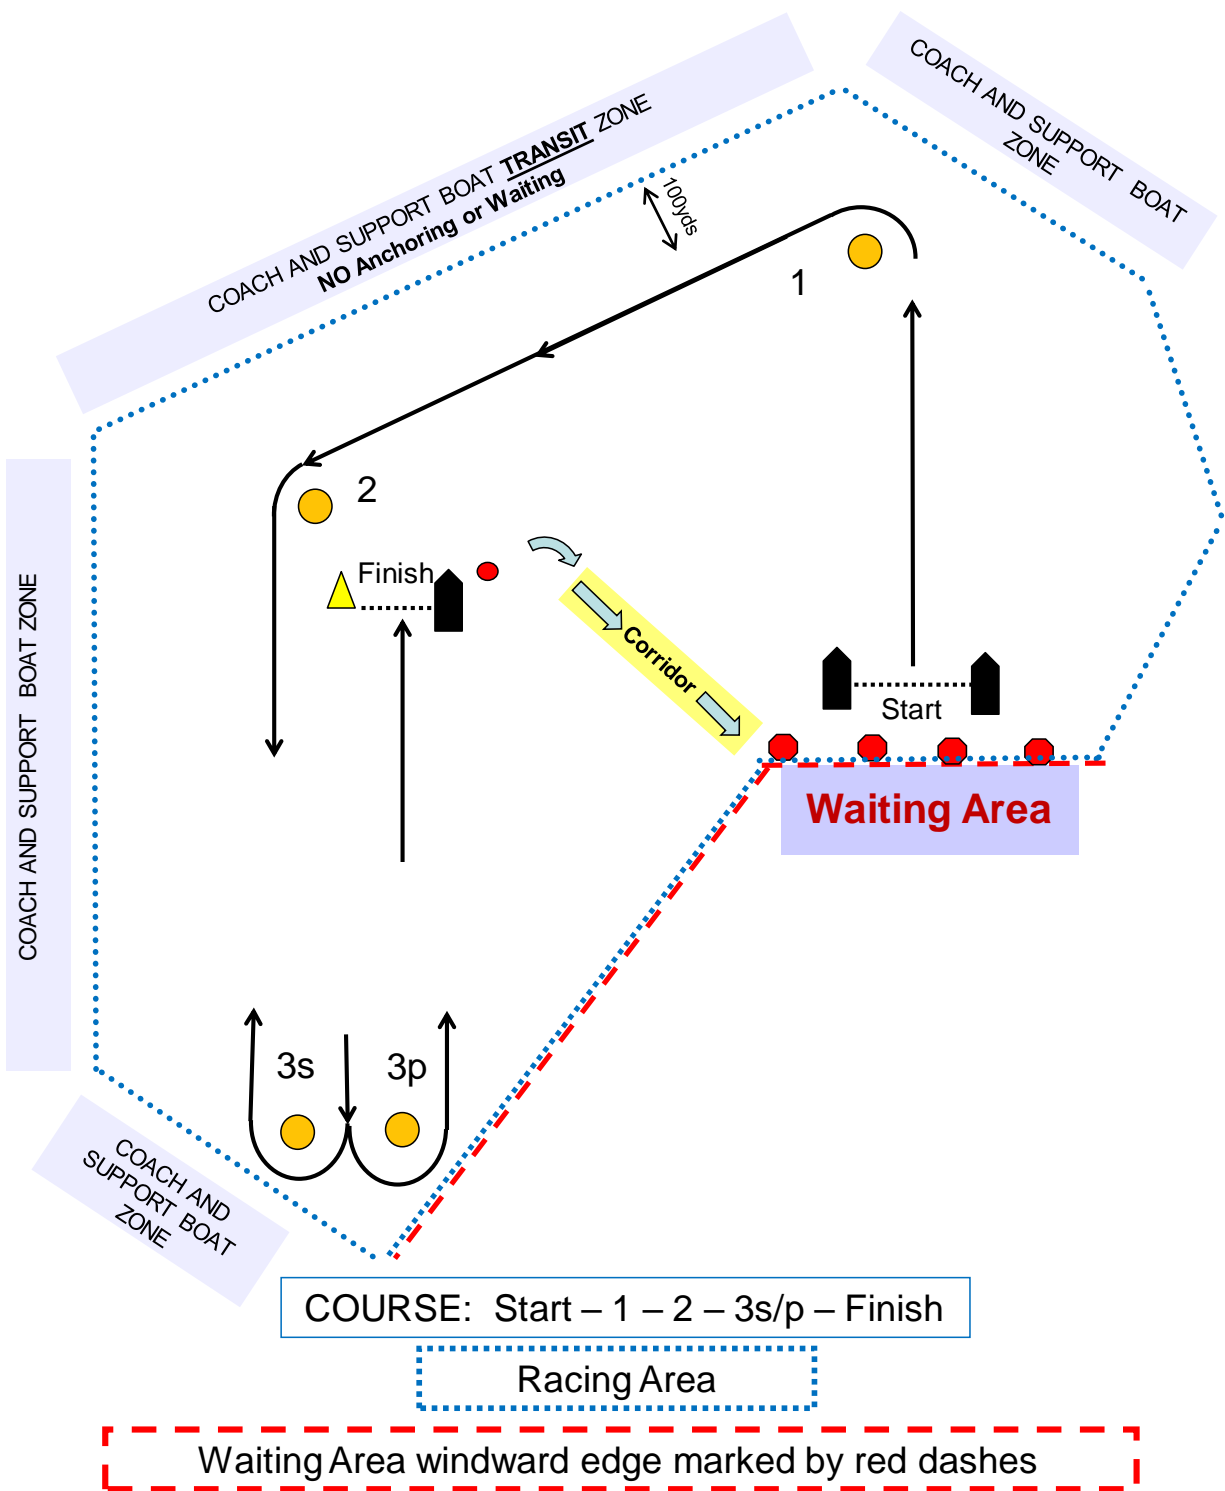 COACH AND SUPPORT BOAT
ZONE
COACH AND SUPPORT BOAT TRANSIT ZONE
NO Anchoring or Waiting
100yds
1
2
Finish
Corridor
Start
Waiting Area
COACH AND SUPPORT BOAT ZONE
3s
3p
COACH AND
SUPPORT BOAT
ZONE
COURSE: Start – 1 – 2 – 3s/p – Finish
Racing Area
Waiting Area windward edge marked by red dashes